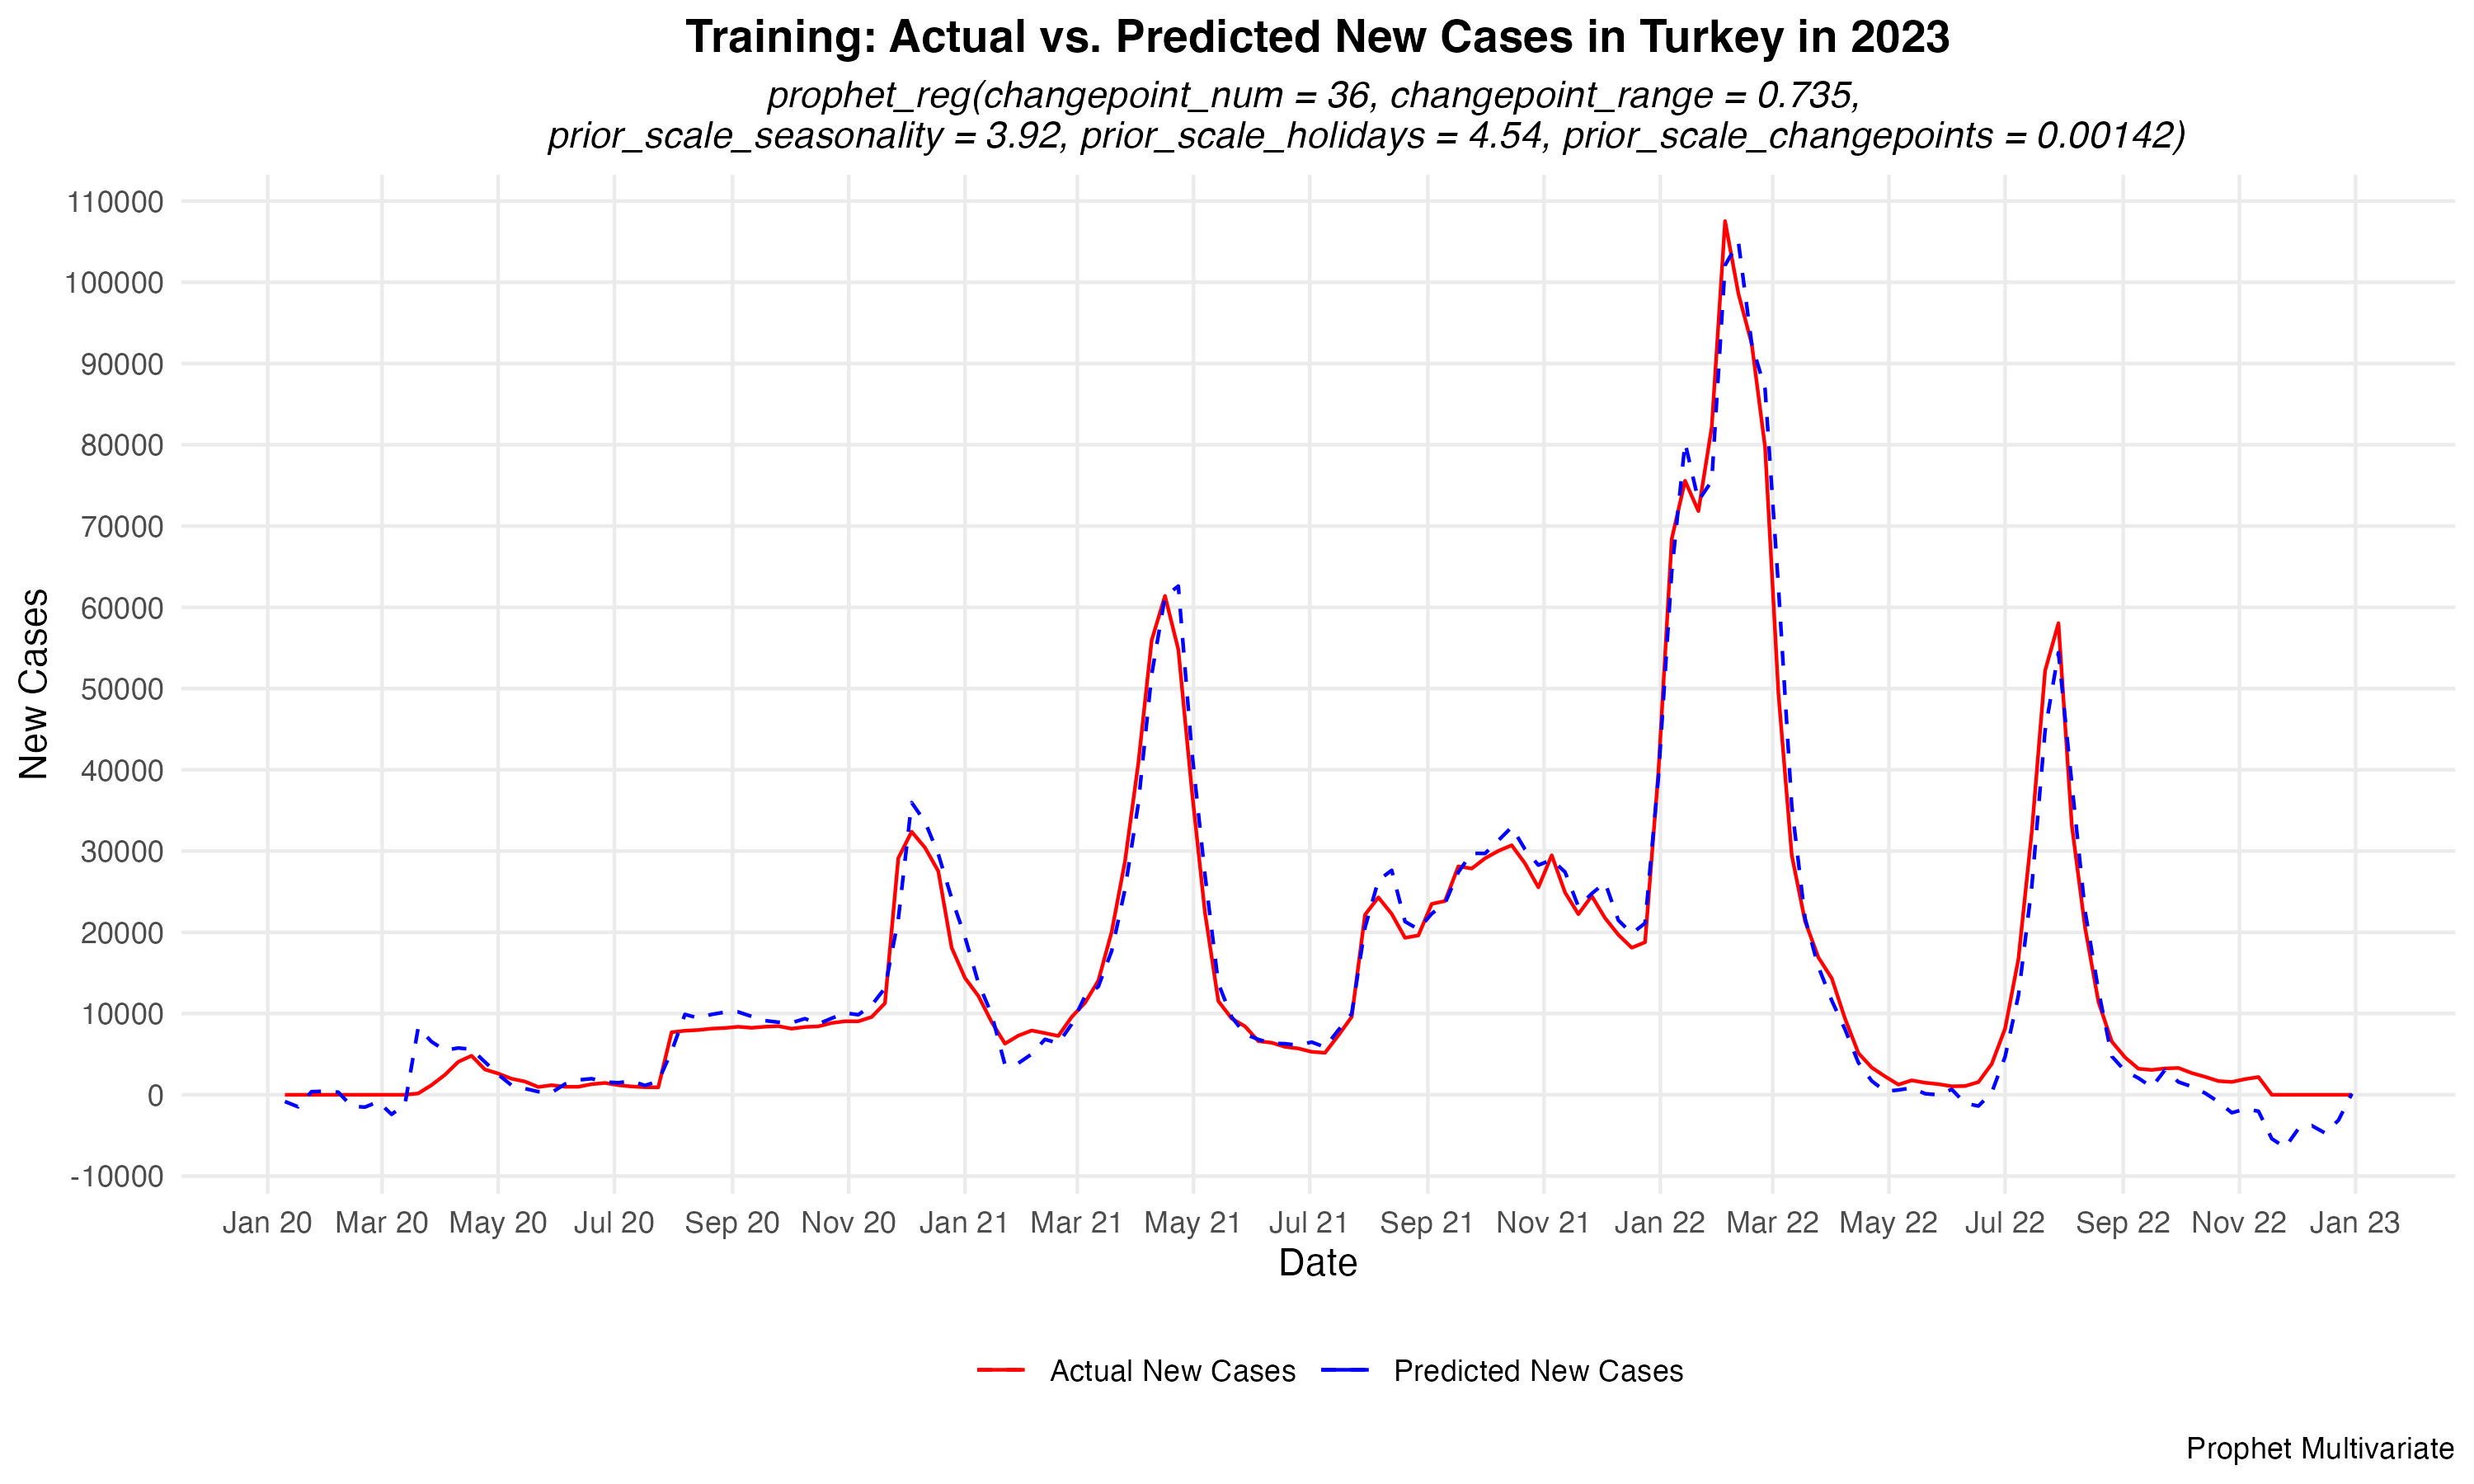 Training: Actual vs. Predicted New Cases in Turkey in 2023
prophet_reg(changepoint_num = 36, changepoint_range = 0.735,
prior_scale_seasonality = 3.92, prior_scale_holidays = 4.54, prior_scale_changepoints = 0.00142)
New Cases
110000
100000
90000
80000
70000
60000
50000
40000
30000
20000
10000
0
-10000
Jan 20 Mar 20 May 20 Jul 20 Sep 20 Nov 20 Jan 21 Mar 21 May 21 Jul 21 Sep 21 Nov 21 Jan 22 Mar 22 May 22 Jul 22 Sep 22 Nov 22 Jan 23
Date
Actual New Cases Predicted New Cases
Prophet Multivariate